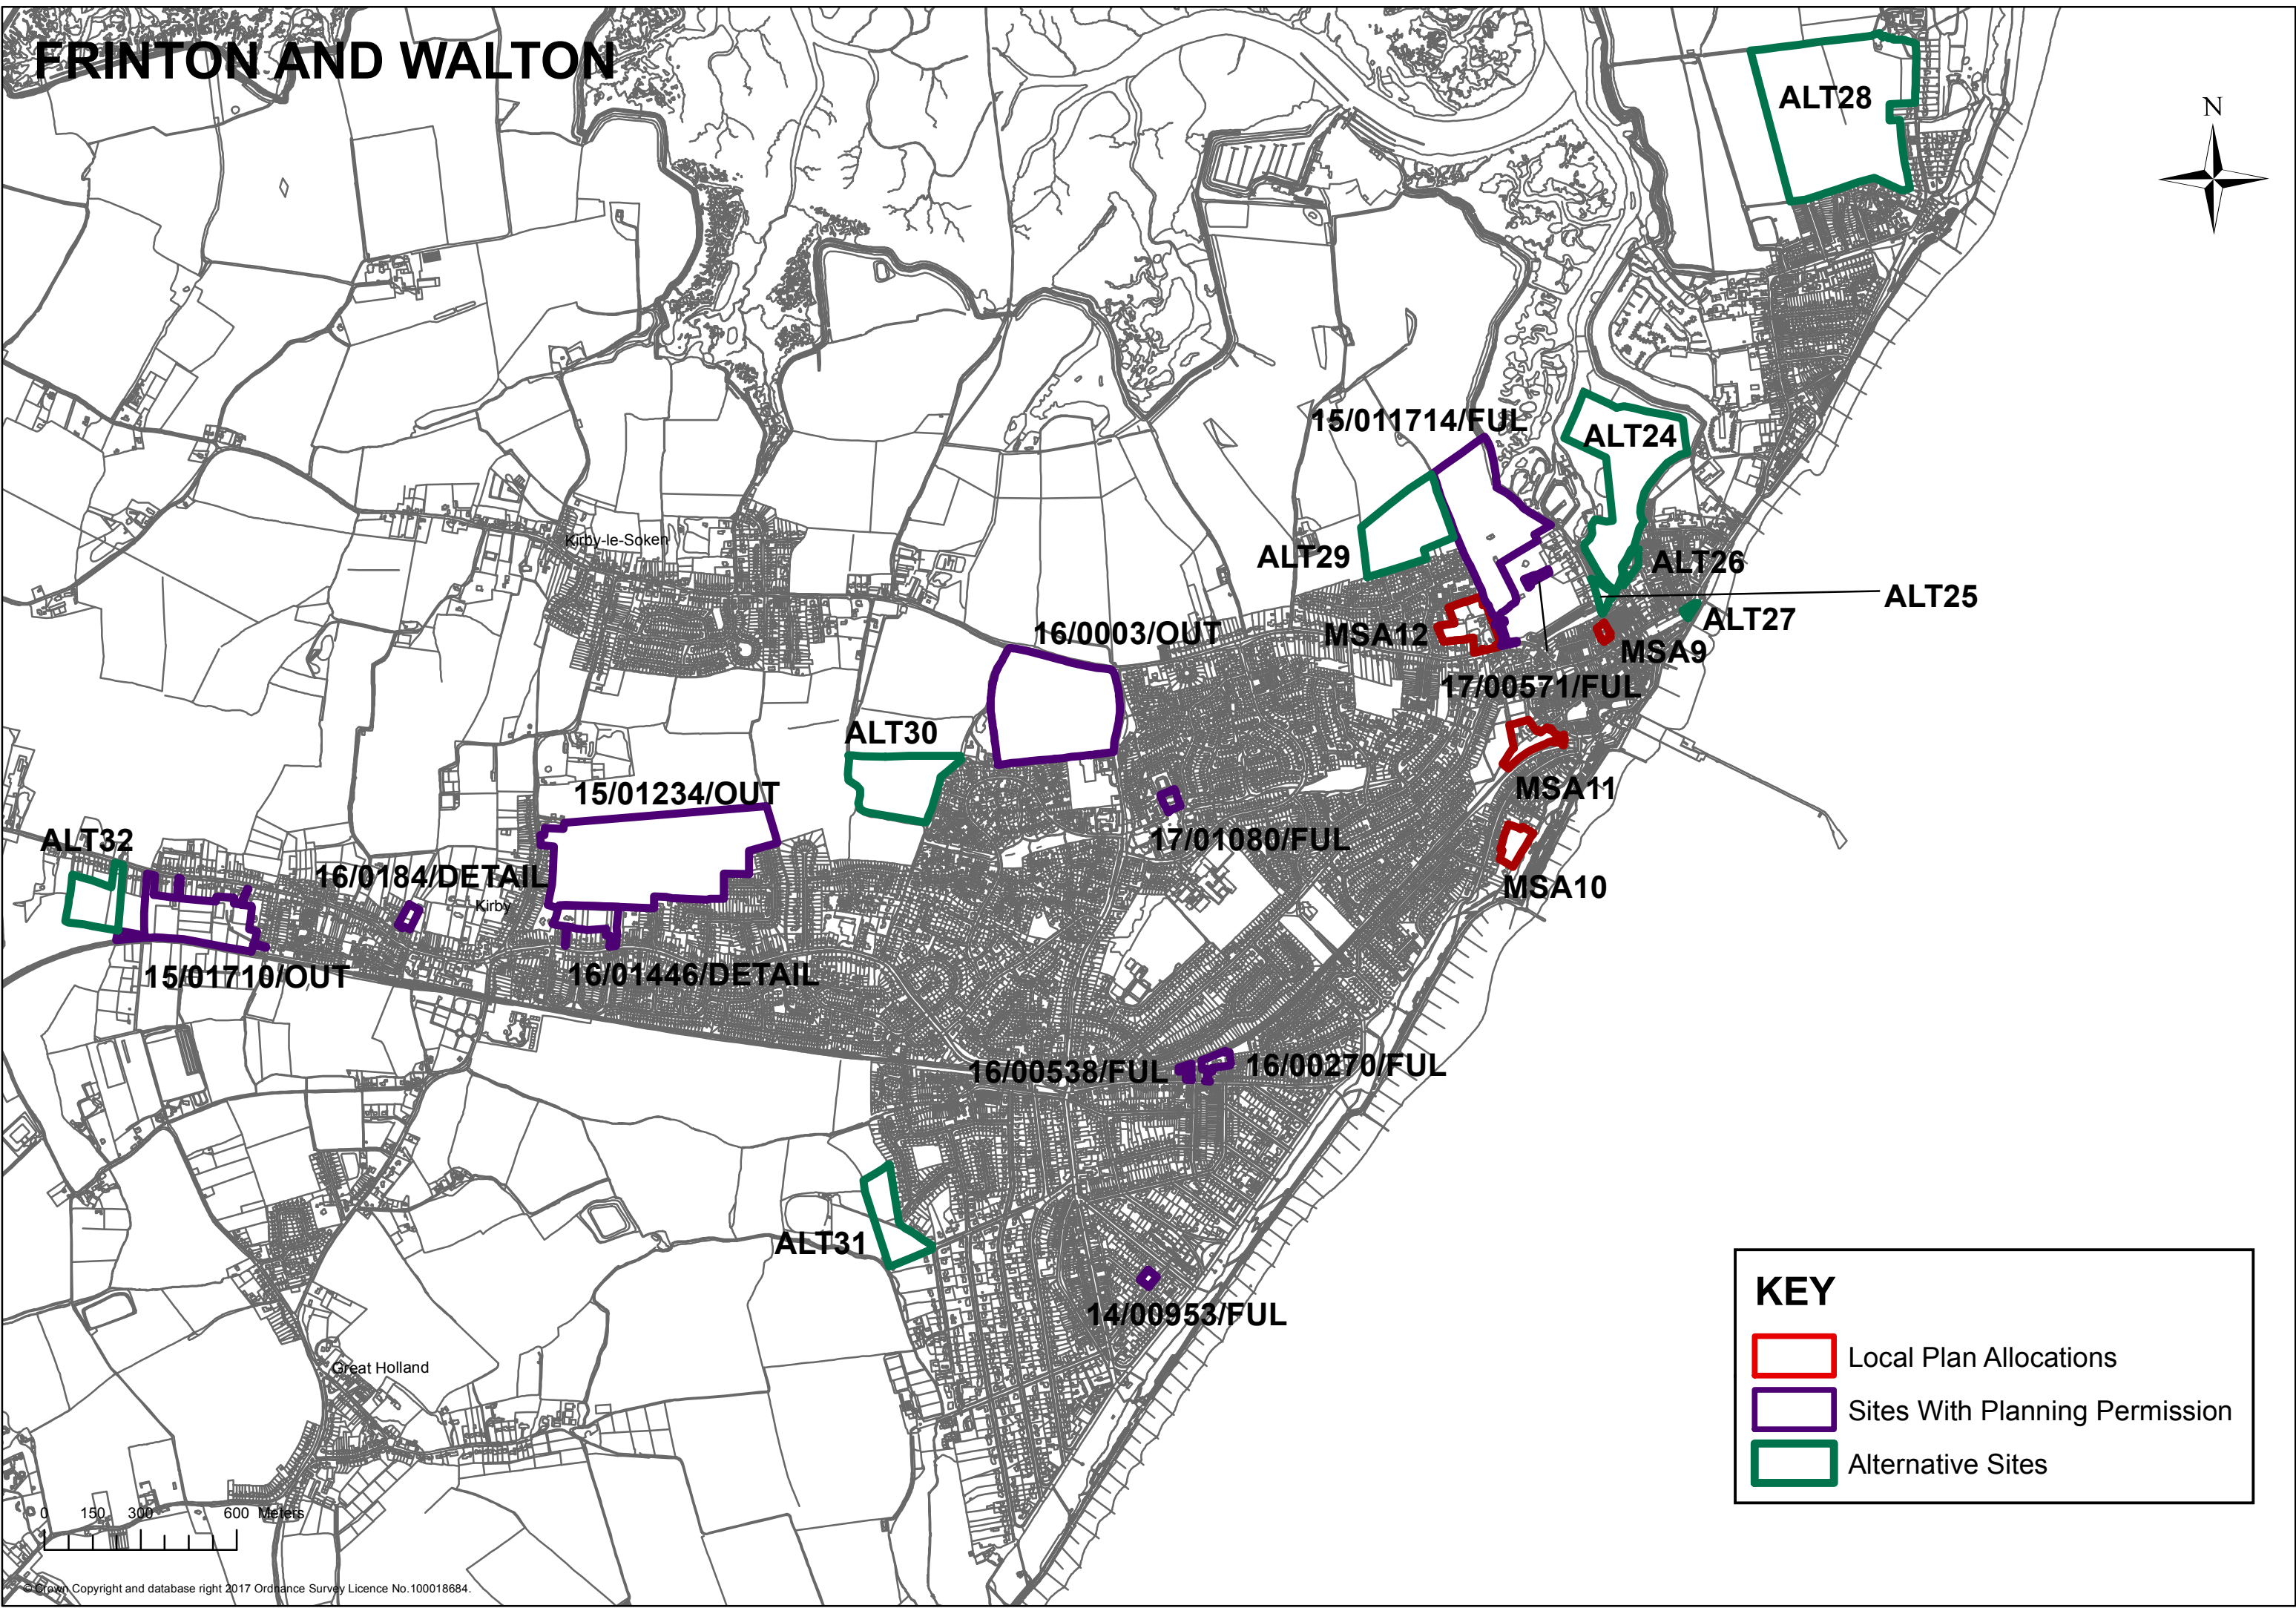 FRINTON AND WALTON
ALT28
N
15/011714/FUL
ALT24
Kirby-le-Soken
ALT29
ALT26
ALT25
ALT27
16/0003/OUT
MSA12
MSA9
17/00571/FUL
ALT30
15/01234/OUT
MSA11
ALT32
17/01080/FUL
16/0184/DETAIL
MSA10
Kirby
15/01710/OUT
16/01446/DETAIL
16/00538/FUL
16/00270/FUL
ALT31
14/00953/FUL
Great Holland
KEY
Local Plan Allocations
Sites With Planning Permission
Alternative Sites
0 150 300 600 Meters
© Crown Copyright and database right 2017 Ordnance Survey Licence No.100018684.